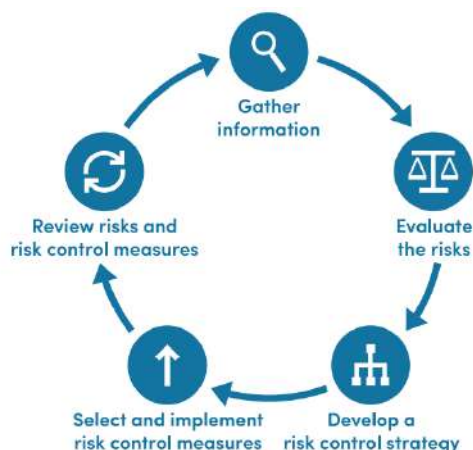 Gather
information
Evaluate
the risks
Develop a
risk control strategy
Select and implement
risk control measures
Review risks and
risk control measures